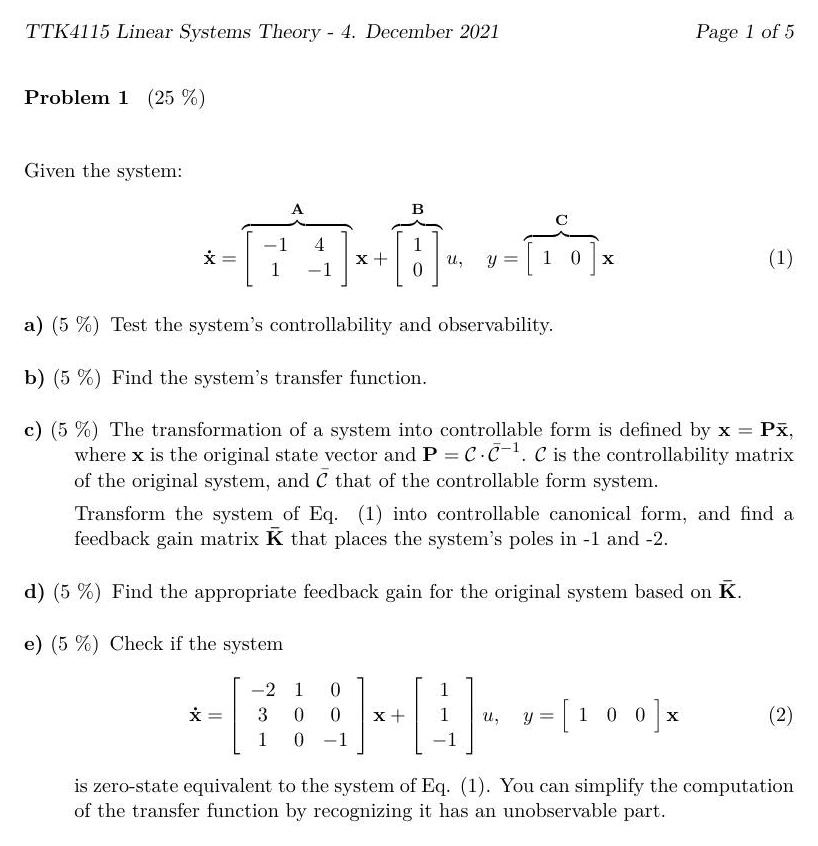 TTK4115 Linear Systems Theory - 4. December 2021 Page 1 of 5
Problem 1 (25 %)
Given the system:
A B C
ẋ = [ −1 4 ; 1 −1 ] x + [ 1 ; 0 ] u, y = [ 1 0 ] x (1)
a) (5 %) Test the system's controllability and observability.
b) (5 %) Find the system's transfer function.
c) (5 %) The transformation of a system into controllable form is defined by x = Px̄,
where x is the original state vector and P = 𝒞 · 𝒞̄⁻¹. 𝒞 is the controllability matrix
of the original system, and 𝒞̄ that of the controllable form system.
Transform the system of Eq. (1) into controllable canonical form, and find a
feedback gain matrix K̄ that places the system's poles in -1 and -2.
d) (5 %) Find the appropriate feedback gain for the original system based on K̄.
e) (5 %) Check if the system
ẋ = [ −2 1 0 ; 3 0 0 ; 1 0 −1 ] x + [ 1 ; 1 ; −1 ] u, y = [ 1 0 0 ] x (2)
is zero-state equivalent to the system of Eq. (1). You can simplify the computation
of the transfer function by recognizing it has an unobservable part.